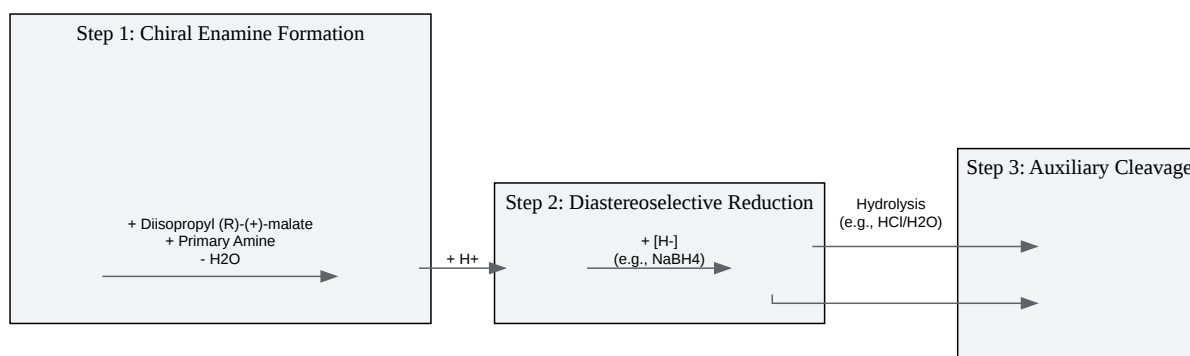 Step 1: Chiral Enamine Formation
+ Diisopropyl (R)-(+)-malate
+ Primary Amine
- H2O
+ H+
Step 2: Diastereoselective Reduction
+ [H-]
(e.g., NaBH4)
Hydrolysis
(e.g., HCl/H2O)
Step 3: Auxiliary Cleavage